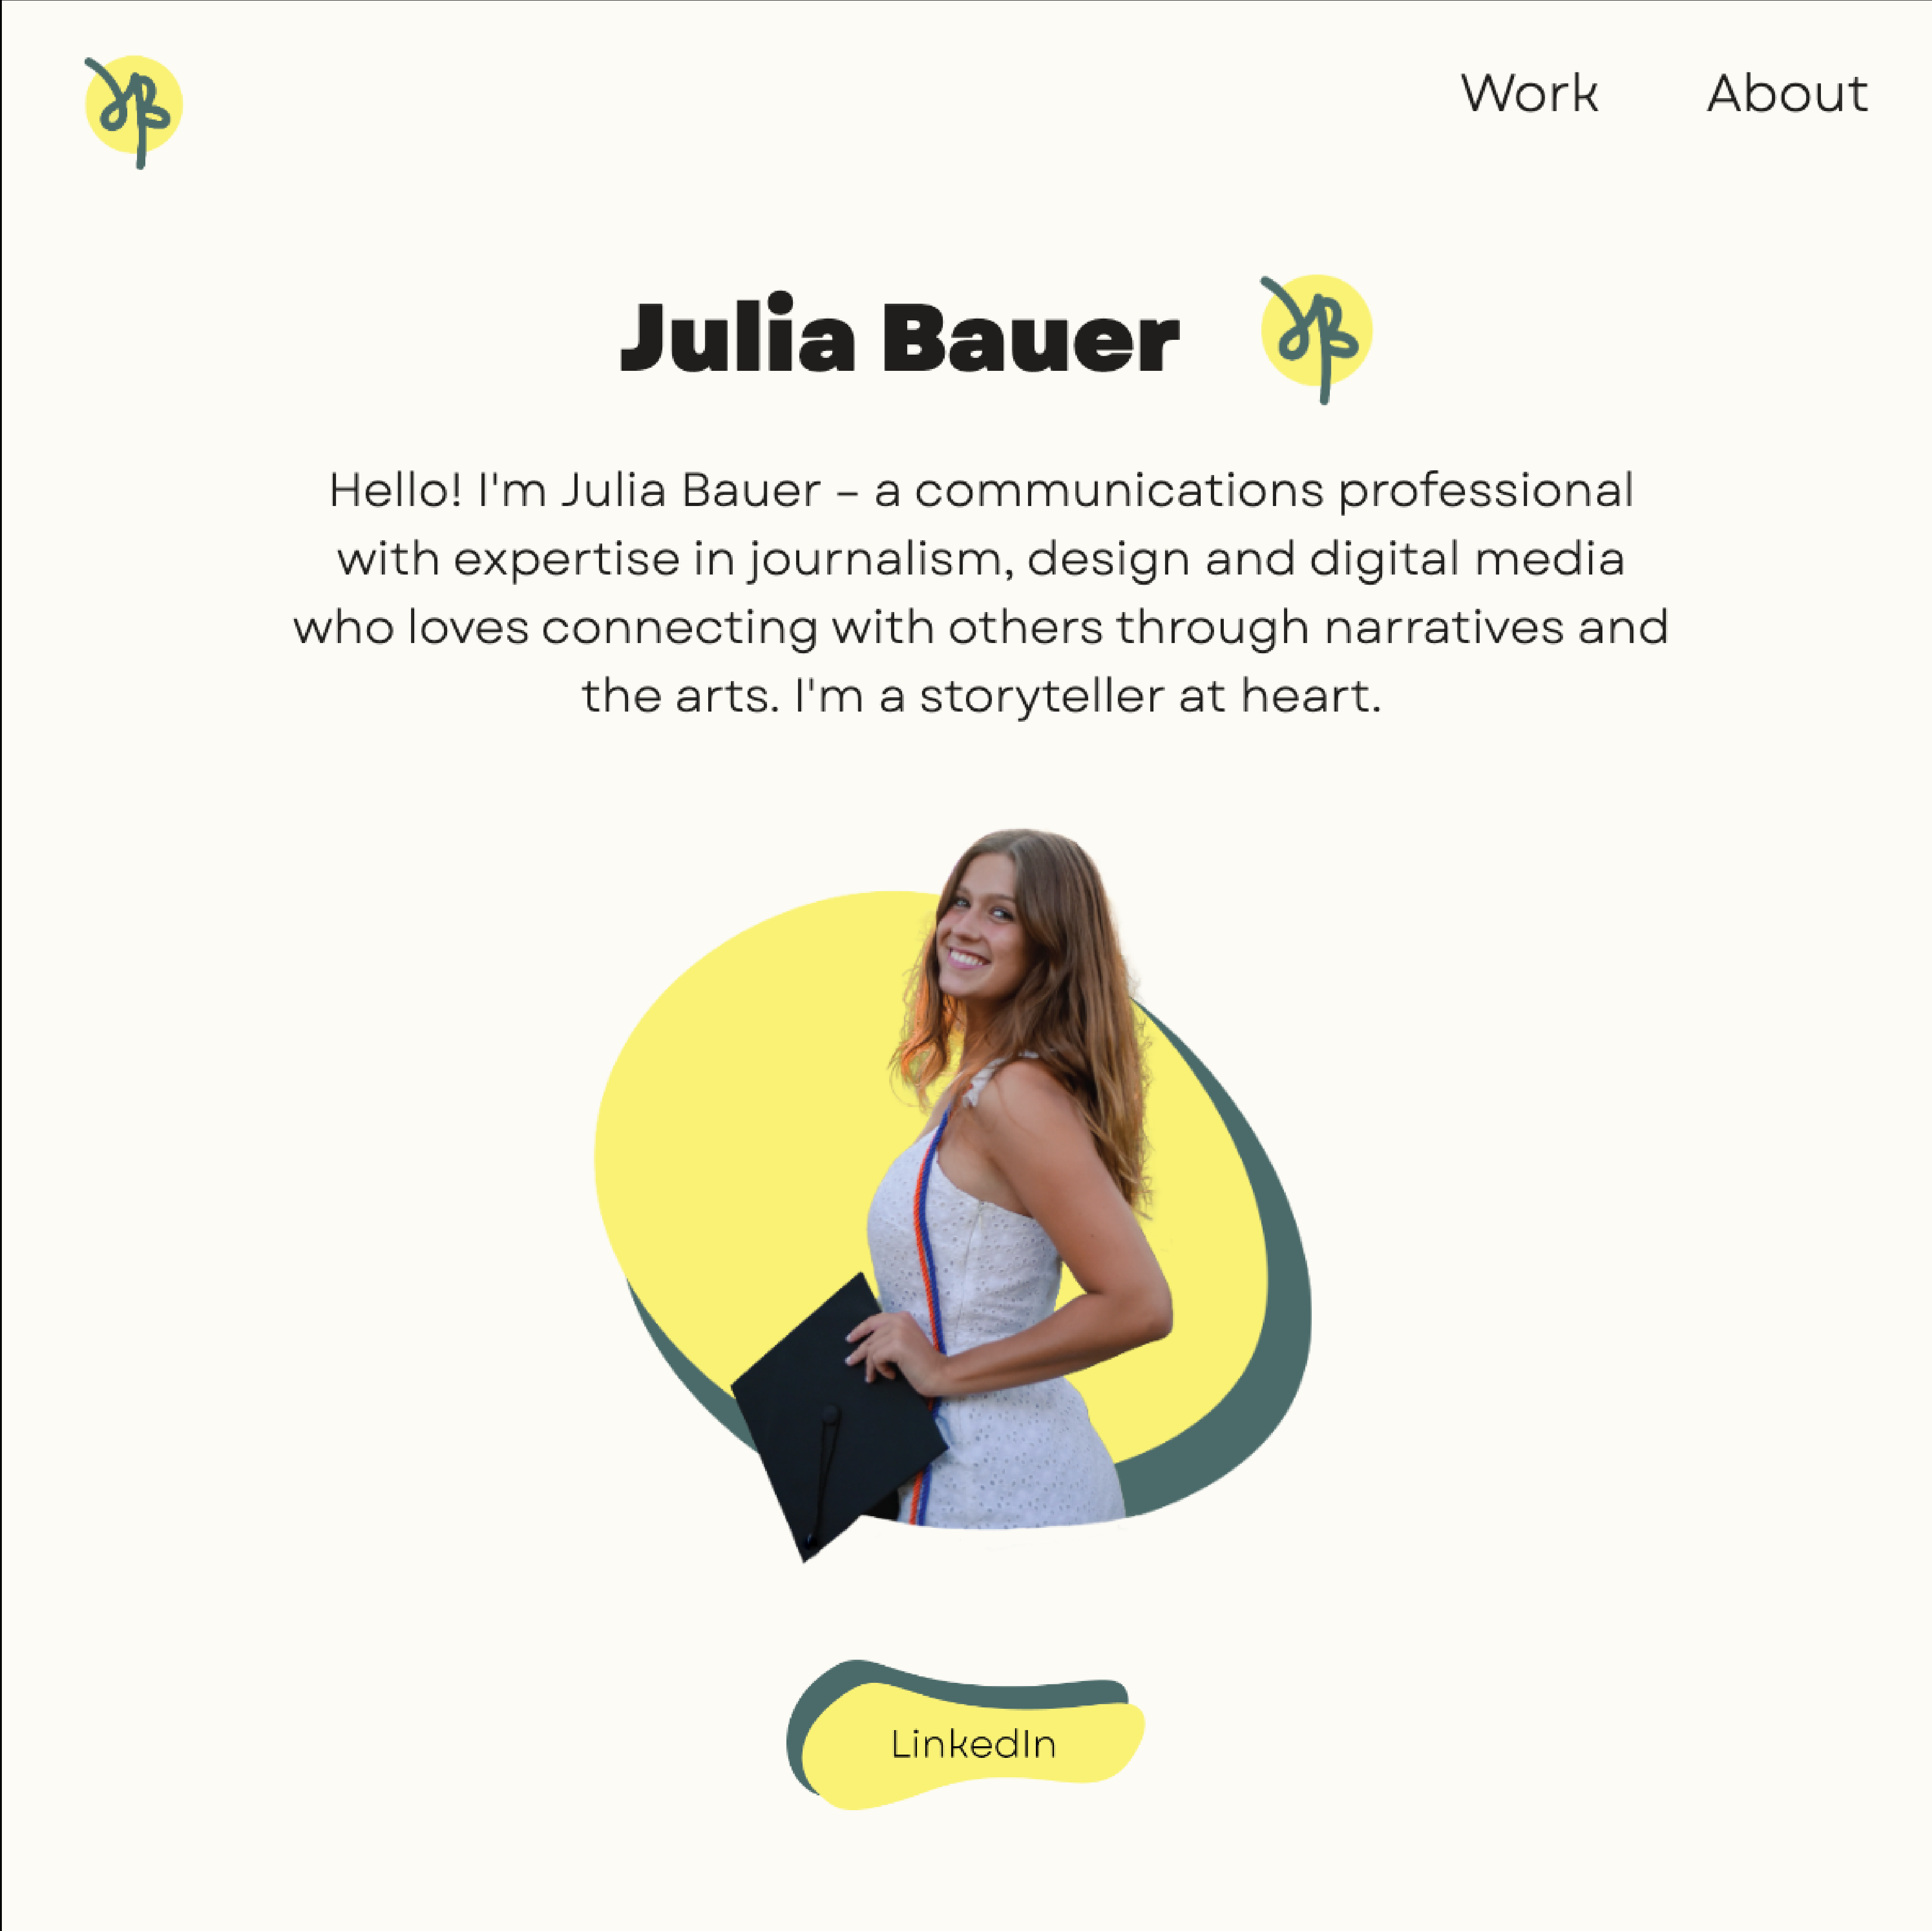 JB
Work About
Julia Bauer JB
Hello! I'm Julia Bauer – a communications professional
with expertise in journalism, design and digital media
who loves connecting with others through narratives and
the arts. I'm a storyteller at heart.
LinkedIn